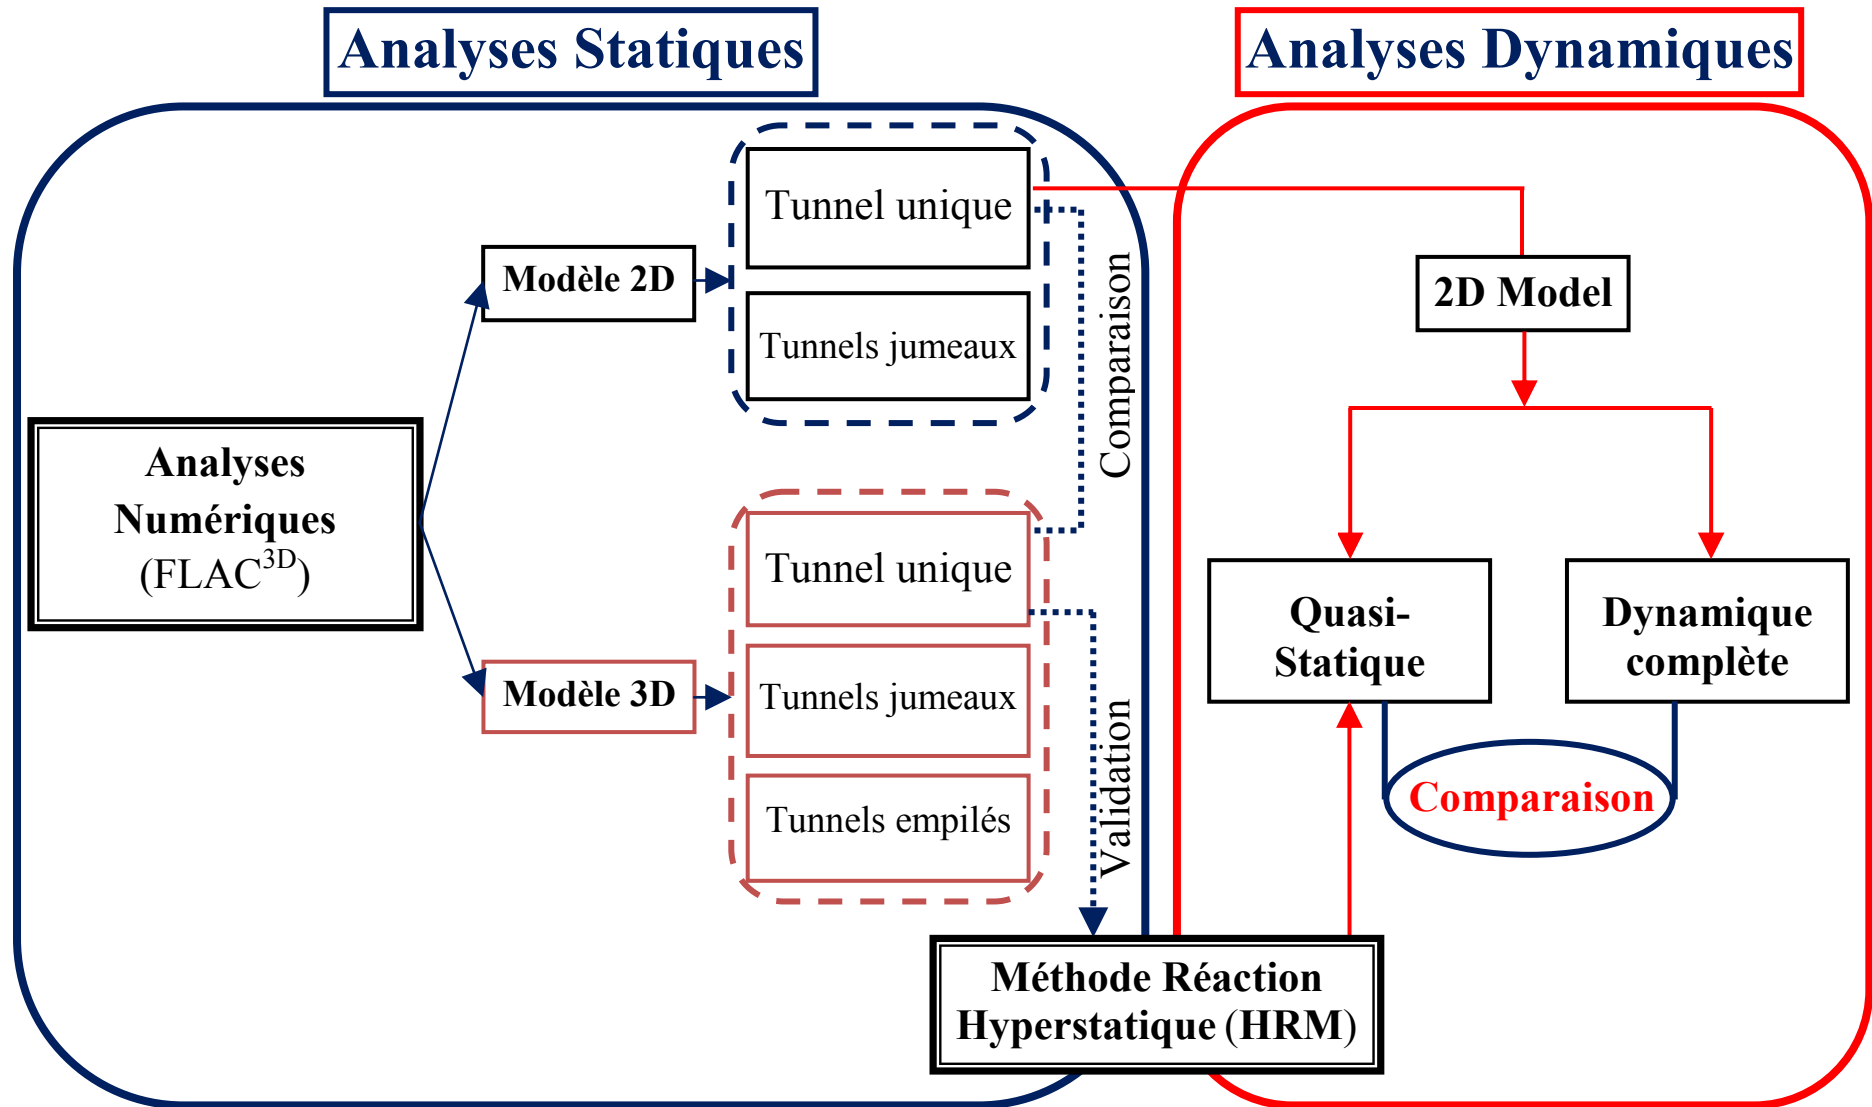 Analyses Statiques
Analyses Dynamiques
Tunnel unique
Modèle 2D
Tunnels jumeaux
Comparaison
2D Model
Analyses
Numériques
(FLAC3D)
Tunnel unique
Modèle 3D
Tunnels jumeaux
Tunnels empilés
Validation
Quasi-
Statique
Dynamique
complète
Comparaison
Méthode Réaction
Hyperstatique (HRM)